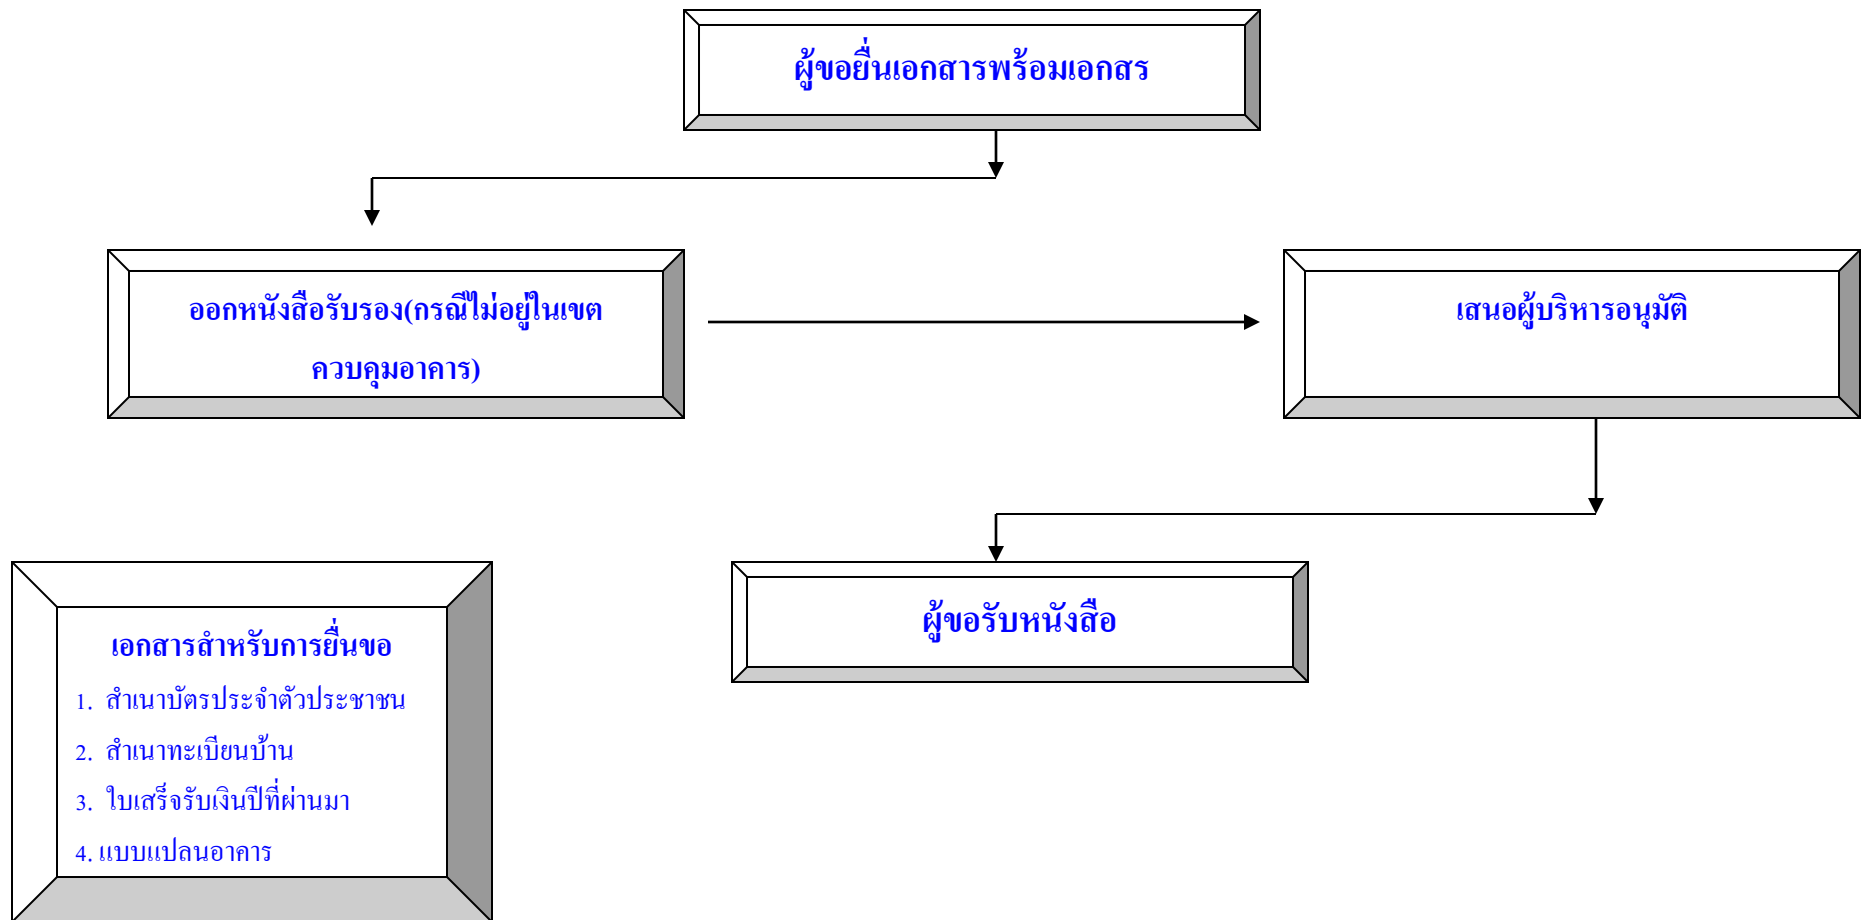 ผู้ขอยื่นเอกสารพร้อมเอกสร
ออกหนังสือรับรอง(กรณีไม่อยู่ในเขต
ควบคุมอาคาร)
เสนอผู้บริหารอนุมัติ
ผู้ขอรับหนังสือ
เอกสารสำหรับการยื่นขอ
1. สำเนาบัตรประจำตัวประชาชน
2. สำเนาทะเบียนบ้าน
3. ใบเสร็จรับเงินปีที่ผ่านมา
4. แบบแปลนอาคาร